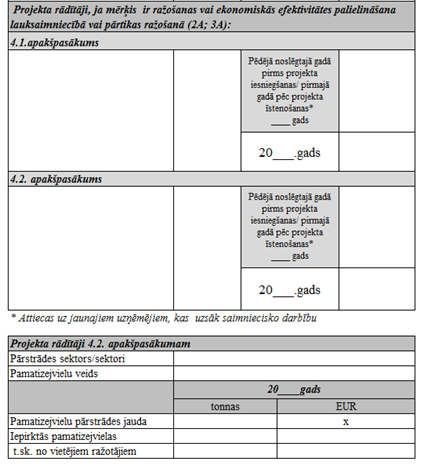 Projekta rādītāji, ja mērķis ir ražošanas vai ekonomiskās efektivitātes palielināšana
lauksaimniecībā vai pārtikas ražošanā (2A; 3A):
4.1.apakšpasākums
Pēdējā noslēgtajā gadā
pirms projekta
iesniegšanas/ pirmajā
gadā pēc projekta
īstenošanas*
____ gads
20___.gads
4.2. apakšpasākums
Pēdējā noslēgtajā gadā
pirms projekta
iesniegšanas/ pirmajā
gadā pēc projekta
īstenošanas*
____ gads
20___.gads
* Attiecas uz jaunajiem uzņēmējiem, kas uzsāk saimniecisko darbību
Projekta rādītāji 4.2. apakšpasākumam
Pārstrādes sektors/sektori
Pamatizejvielu veids
20____gads
tonnas EUR
Pamatizejvielu pārstrādes jauda x
Iepirktās pamatizejvielas
t.sk. no vietējiem ražotājiem